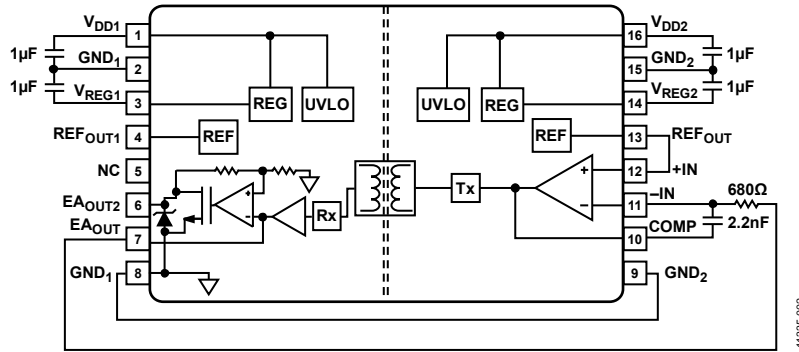 VDD1
1
1µF
GND1
2
1µF
VREG1
3
REFOUT1
4
NC
5
EAOUT2
6
EAOUT
7
GND1
8
REG
UVLO
REF
+
−
Rx
UVLO
REG
REF
Tx
+
−
16
VDD2
1µF
15
GND2
14
VREG2
1µF
13
REFOUT
12
+IN
11
−IN
680Ω
10
COMP
2.2nF
9
GND2